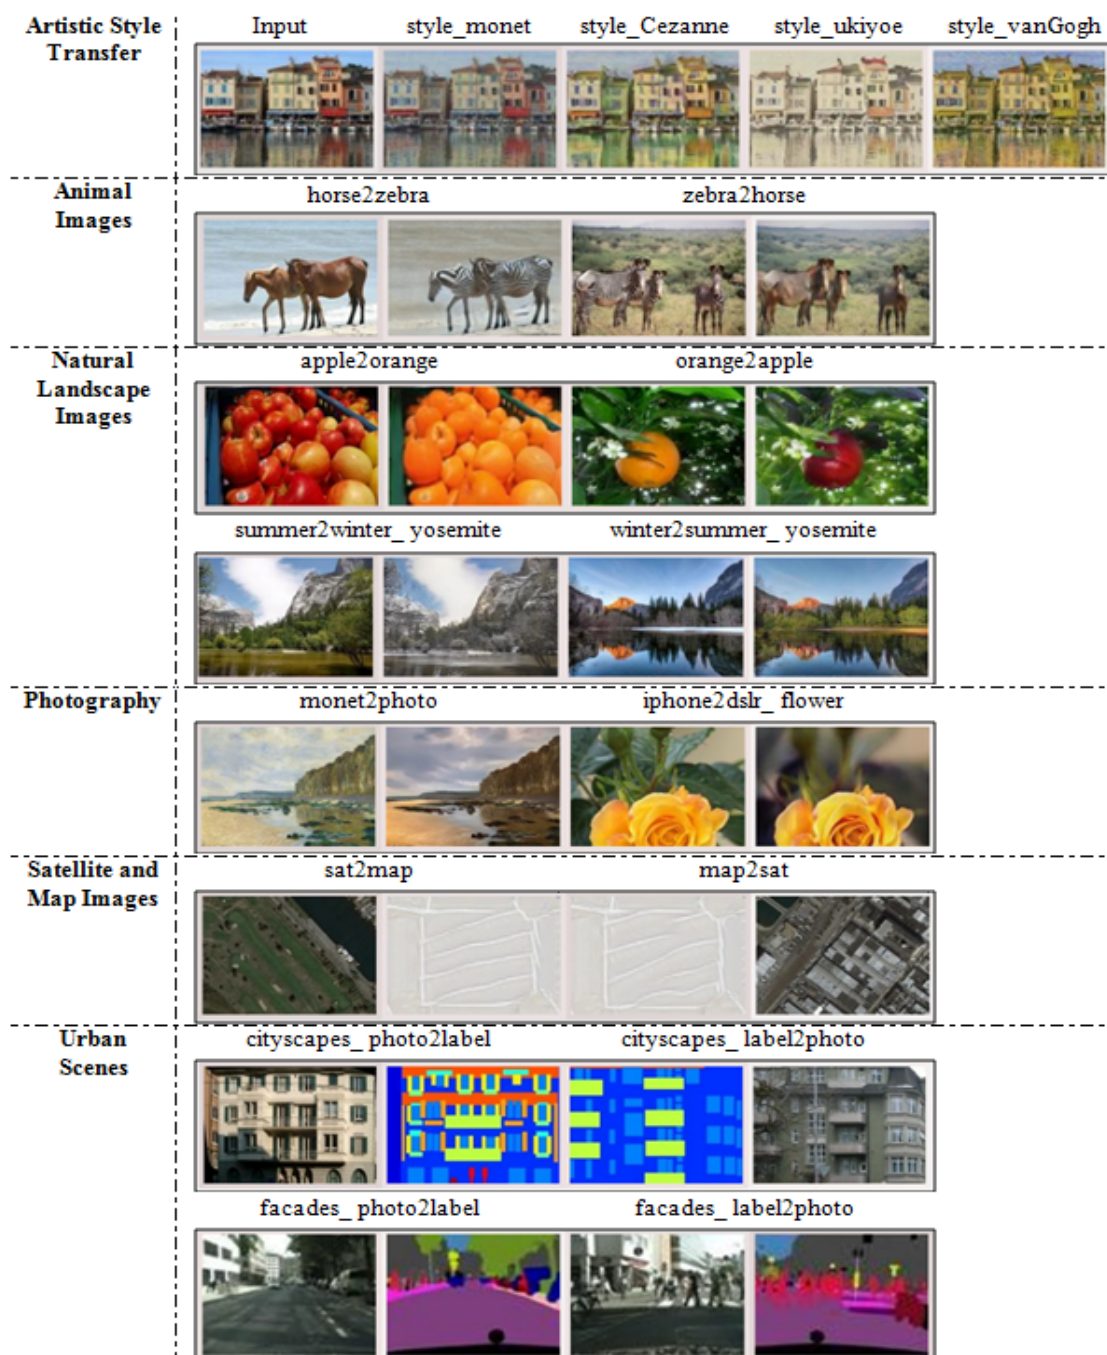 Artistic Style
Transfer
Input
style_monet
style_Cezanne
style_ukiyoe
style_vanGogh
Animal
Images
horse2zebra
zebra2horse
Natural
Landscape
Images
apple2orange
orange2apple
summer2winter_ yosemite
winter2summer_ yosemite
Photography
monet2photo
iphone2dslr_ flower
Satellite and
Map Images
sat2map
map2sat
Urban
Scenes
cityscapes_ photo2label
cityscapes_ label2photo
facades_ photo2label
facades_ label2photo